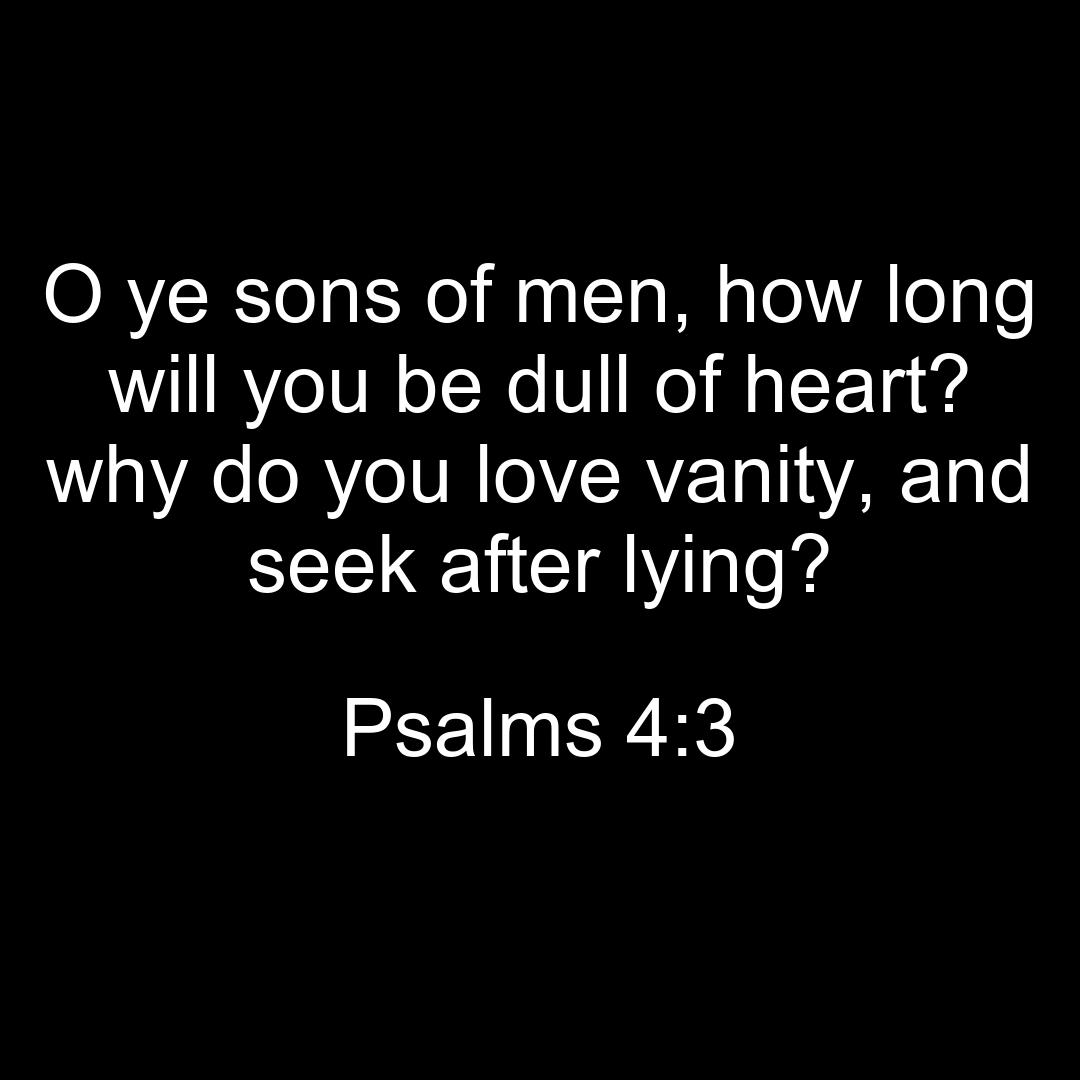 O ye sons of men, how long
will you be dull of heart?
why do you love vanity, and
seek after lying?
Psalms 4:3